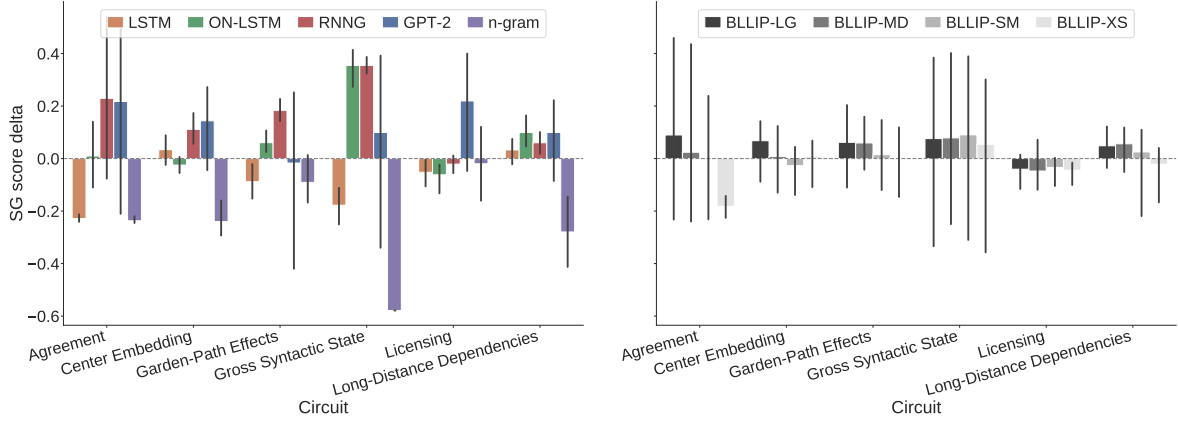 LSTM ON-LSTM RNNG GPT-2 n-gram
BLLIP-LG BLLIP-MD BLLIP-SM BLLIP-XS
SG score delta
0.4
0.2
0.0
−0.2
−0.4
−0.6
Agreement
Center Embedding
Garden-Path Effects
Gross Syntactic State
Licensing
Long-Distance Dependencies
Circuit
Agreement
Center Embedding
Garden-Path Effects
Gross Syntactic State
Licensing
Long-Distance Dependencies
Circuit